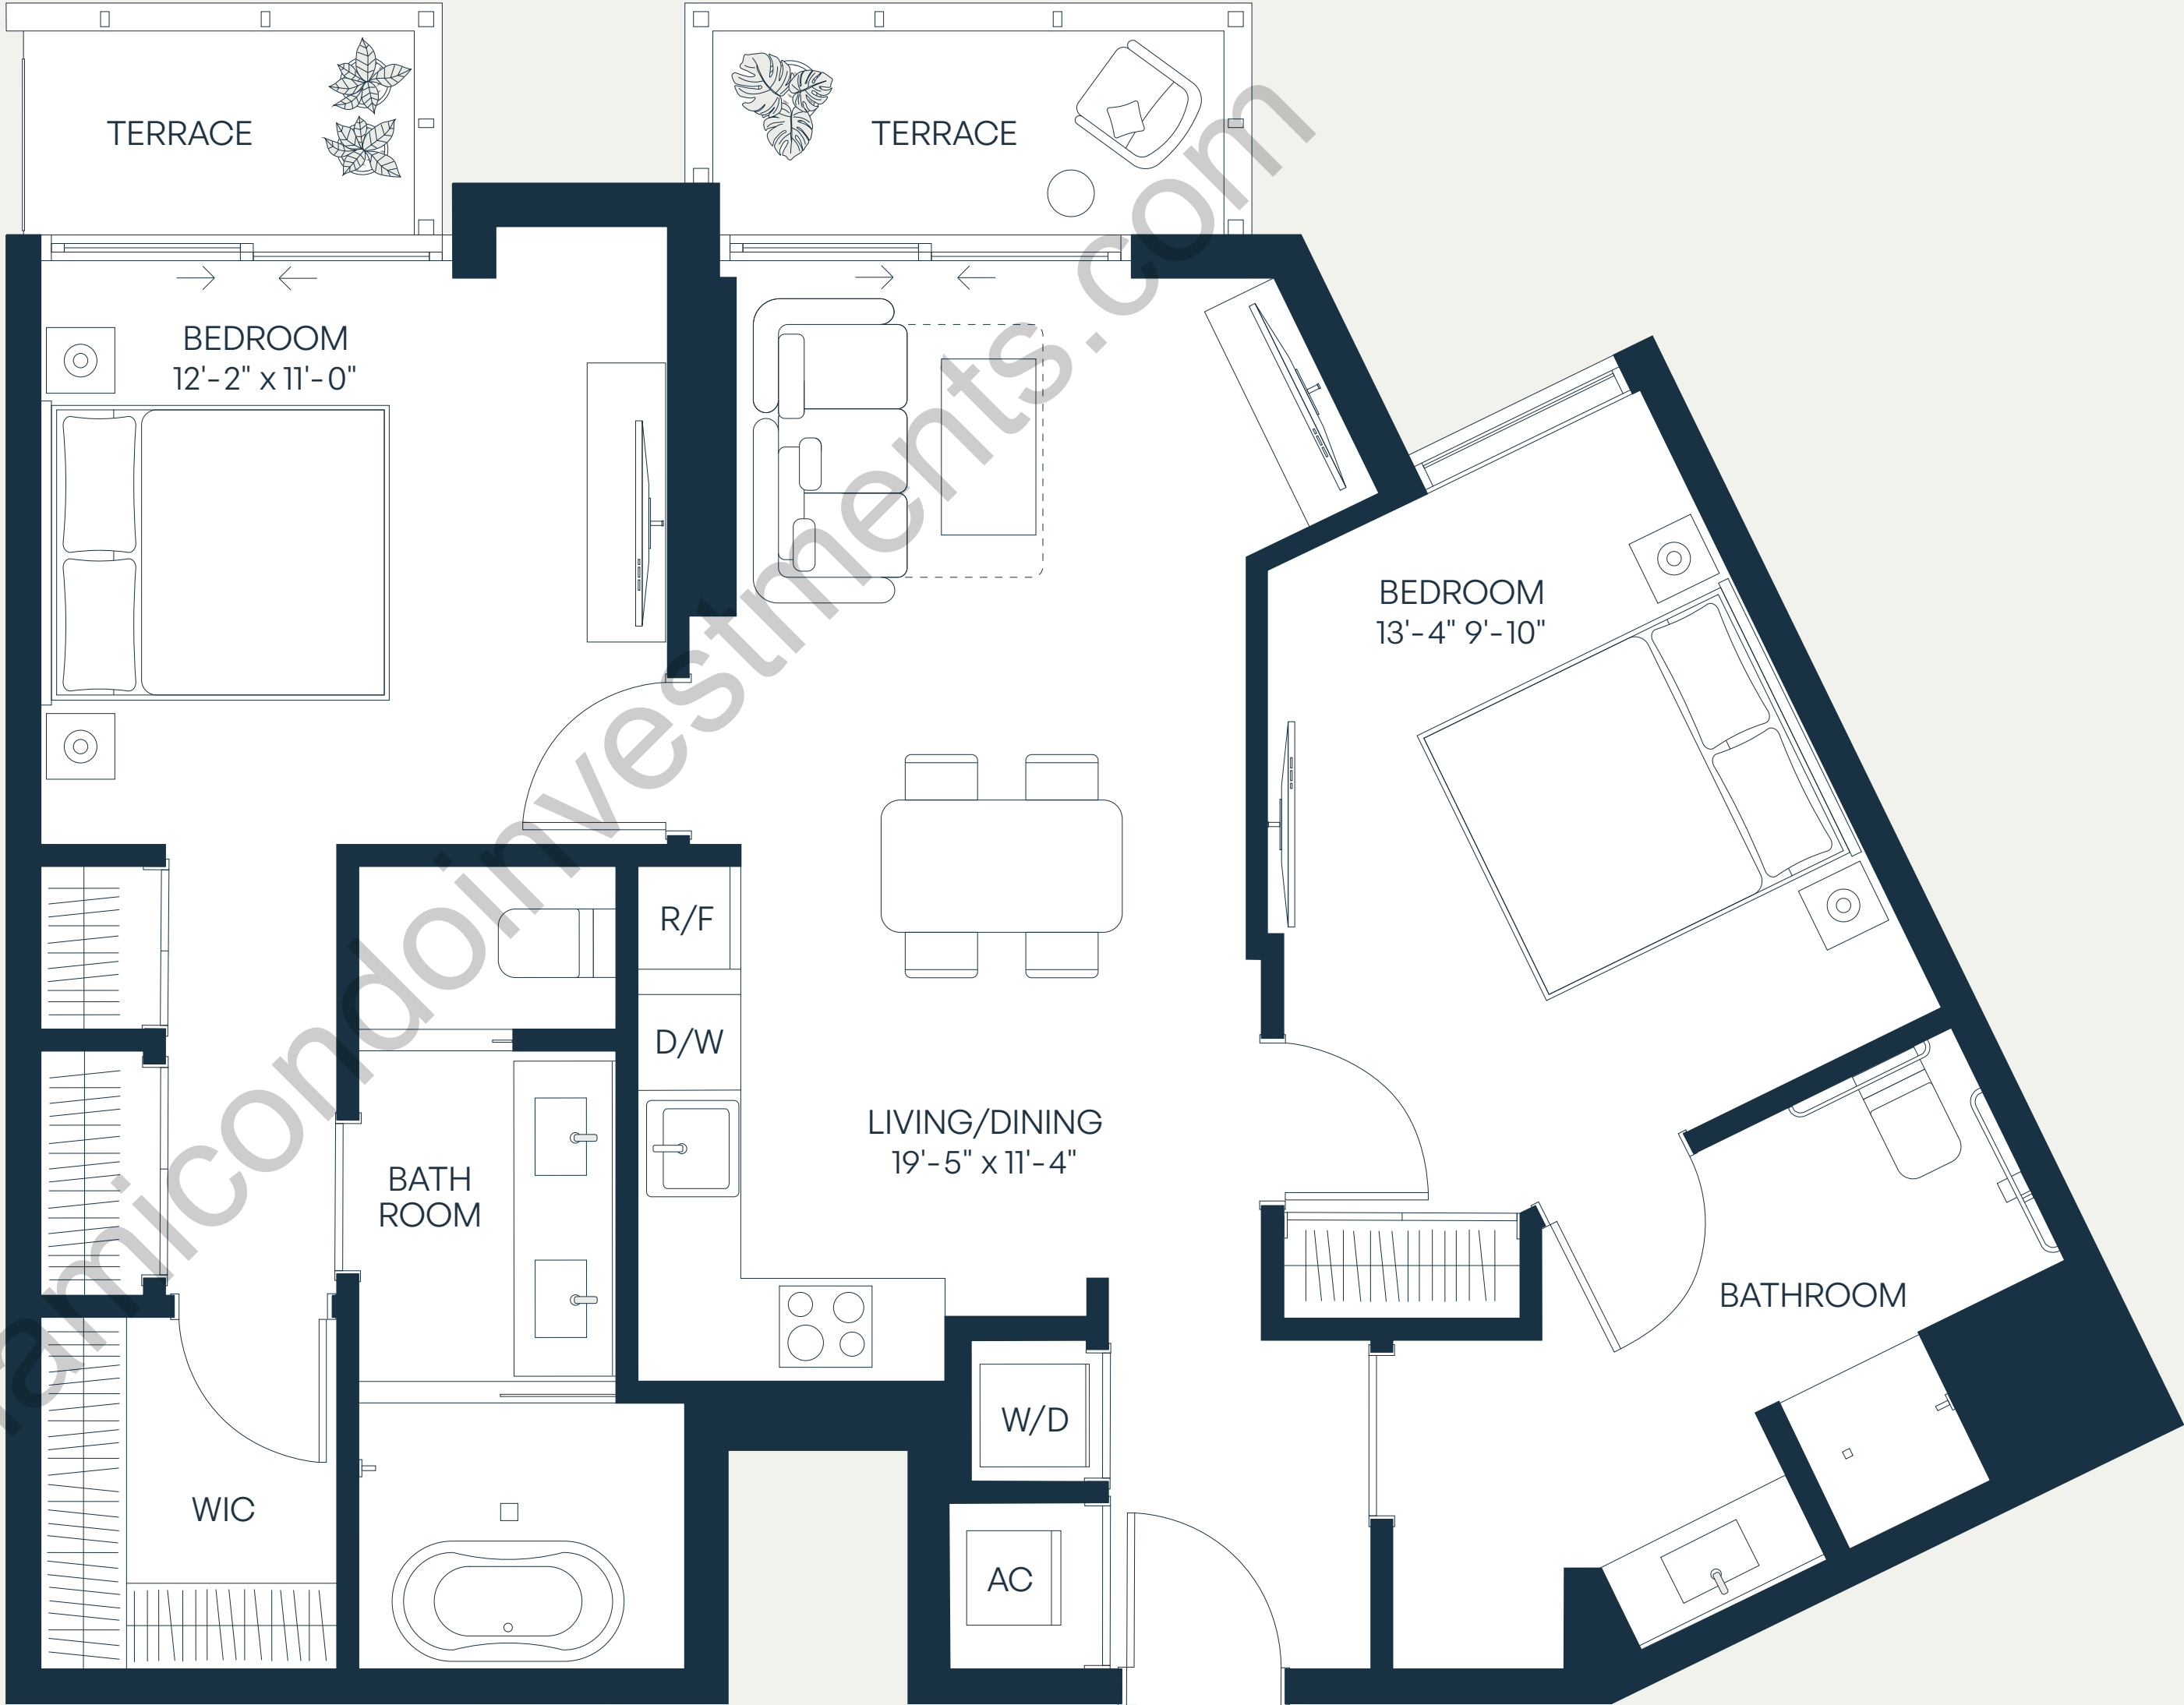 TERRACE
TERRACE
BEDROOM
12'-2" x 11'-0"
BEDROOM
13'-4" 9'-10"
R/F
D/W
LIVING/DINING
19'-5" x 11'-4"
BATH
ROOM
BATHROOM
W/D
WIC
AC
amicondoinvestments.com